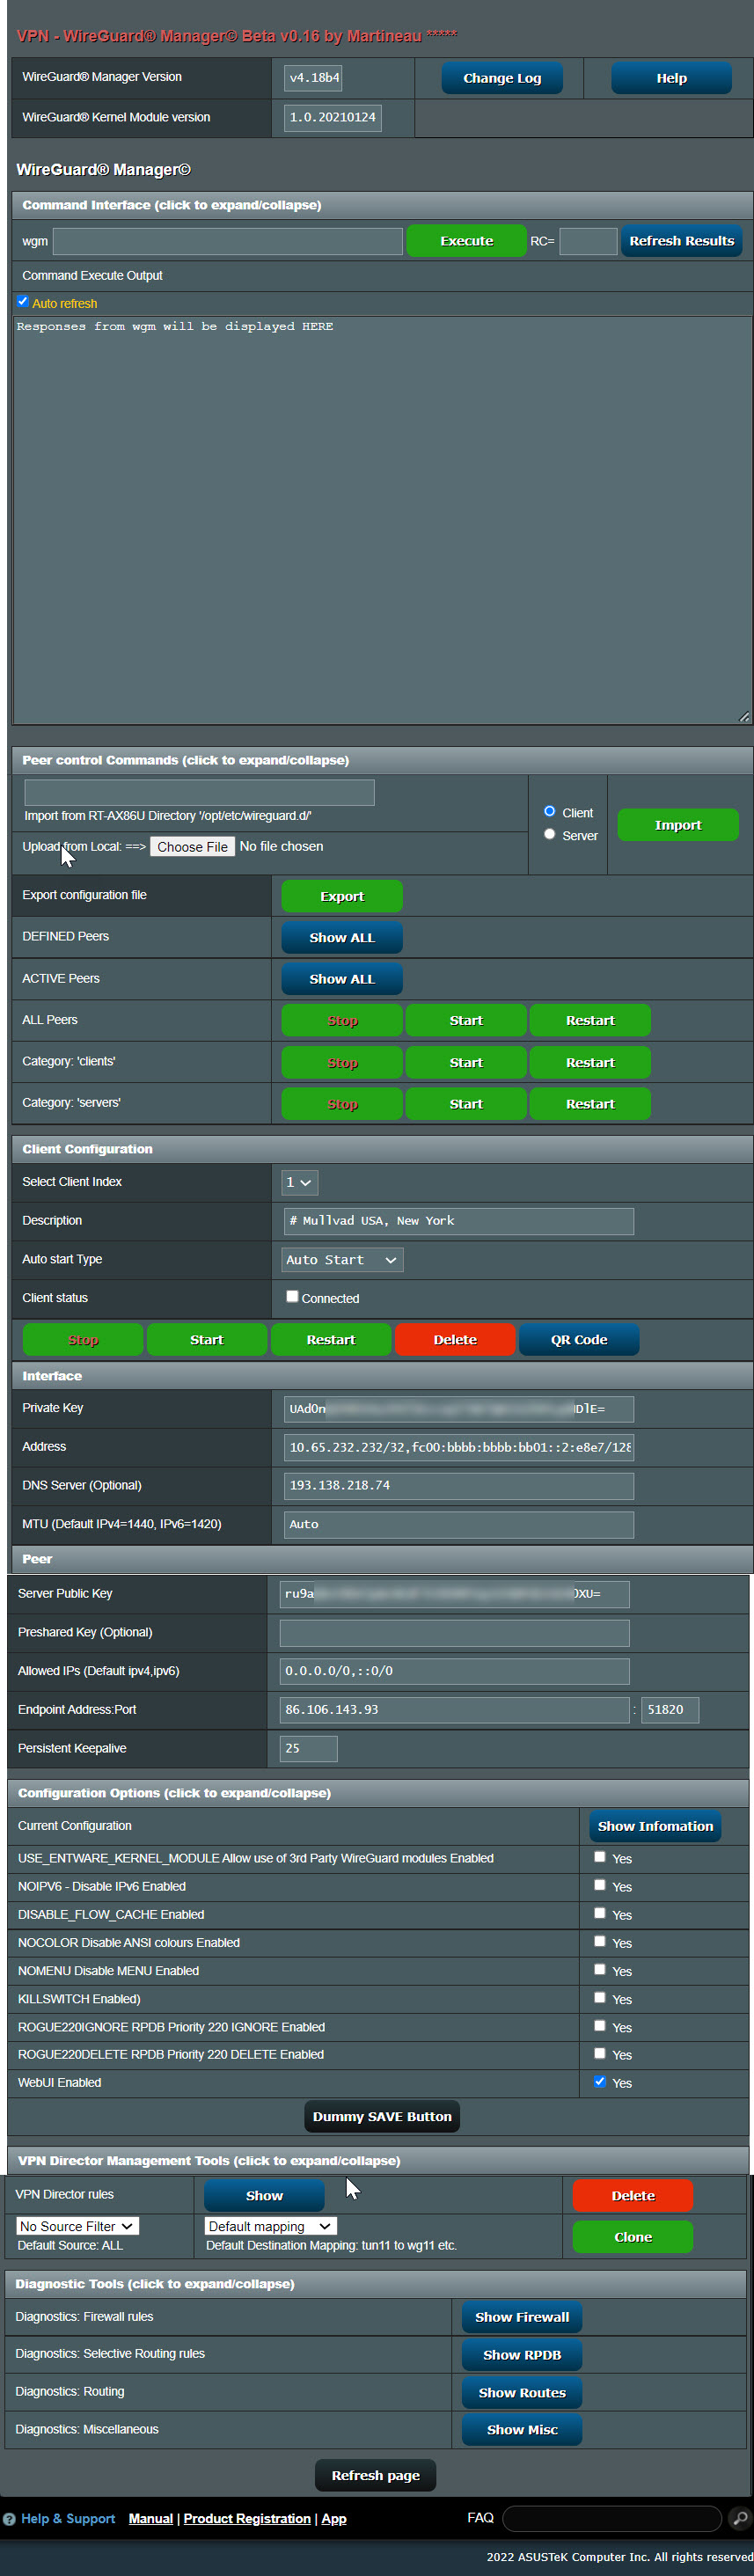 VPN - WireGuard® Manager© Beta v0.16 by Martineau *****
WireGuard® Manager Version v4.18b4 Change Log Help
WireGuard® Kernel Module version 1.0.20210124
WireGuard® Manager©
Command Interface (click to expand/collapse)
wgm Execute RC= Refresh Results
Command Execute Output
Auto refresh
Responses from wgm will be displayed HERE
Peer control Commands (click to expand/collapse)
Import from RT-AX86U Directory '/opt/etc/wireguard.d/'
Client
Server
Import
Upload from Local: ==> Choose File No file chosen
Export configuration file Export
DEFINED Peers Show ALL
ACTIVE Peers Show ALL
ALL Peers Stop Start Restart
Category: 'clients' Stop Start Restart
Category: 'servers' Stop Start Restart
Client Configuration
Select Client Index 1
Description # Mullvad USA, New York
Auto start Type Auto Start
Client status Connected
Stop Start Restart Delete QR Code
Interface
Private Key UAd0n DlE=
Address 10.65.232.232/32,fc00:bbbb:bbbb:bb01::2:e8e7/128
DNS Server (Optional) 193.138.218.74
MTU (Default IPv4=1440, IPv6=1420) Auto
Peer
Server Public Key ru9a 0XU=
Preshared Key (Optional)
Allowed IPs (Default ipv4,ipv6) 0.0.0.0/0,::0/0
Endpoint Address:Port 86.106.143.93 : 51820
Persistent Keepalive 25
Configuration Options (click to expand/collapse)
Current Configuration Show Infomation
USE_ENTWARE_KERNEL_MODULE Allow use of 3rd Party WireGuard modules Enabled Yes
NOIPV6 - Disable IPv6 Enabled Yes
DISABLE_FLOW_CACHE Enabled Yes
NOCOLOR Disable ANSI colours Enabled Yes
NOMENU Disable MENU Enabled Yes
KILLSWITCH Enabled) Yes
ROGUE220IGNORE RPDB Priority 220 IGNORE Enabled Yes
ROGUE220DELETE RPDB Priority 220 DELETE Enabled Yes
WebUI Enabled Yes
Dummy SAVE Button
VPN Director Management Tools (click to expand/collapse)
VPN Director rules Show Delete
No Source Filter Default mapping Clone
Default Source: ALL Default Destination Mapping: tun11 to wg11 etc.
Diagnostic Tools (click to expand/collapse)
Diagnostics: Firewall rules Show Firewall
Diagnostics: Selective Routing rules Show RPDB
Diagnostics: Routing Show Routes
Diagnostics: Miscellaneous Show Misc
Refresh page
? Help & Support Manual | Product Registration | App FAQ
2022 ASUSTeK Computer Inc. All rights reserved